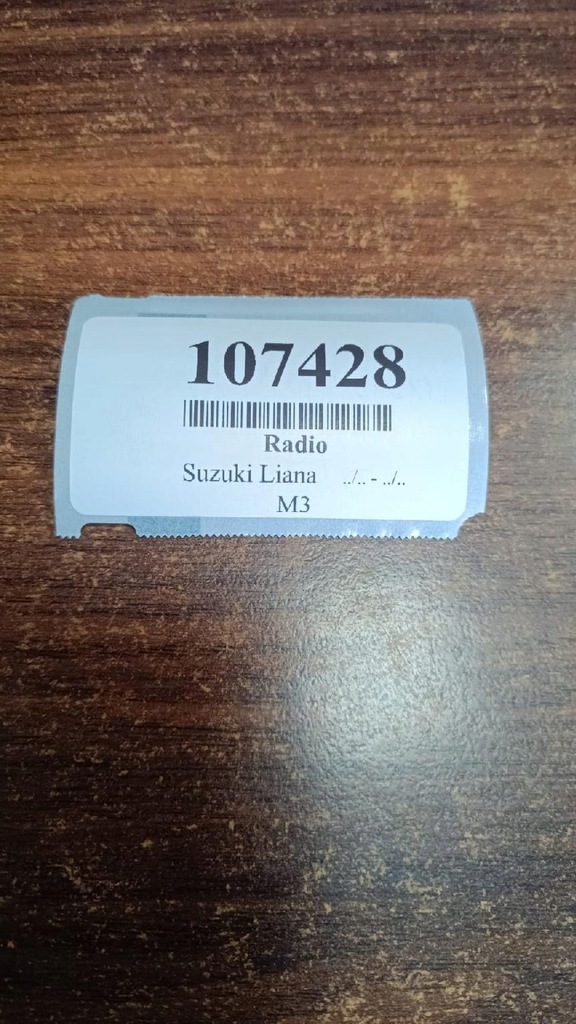 107428
Radio
Suzuki Liana ../.. - ../..
M3